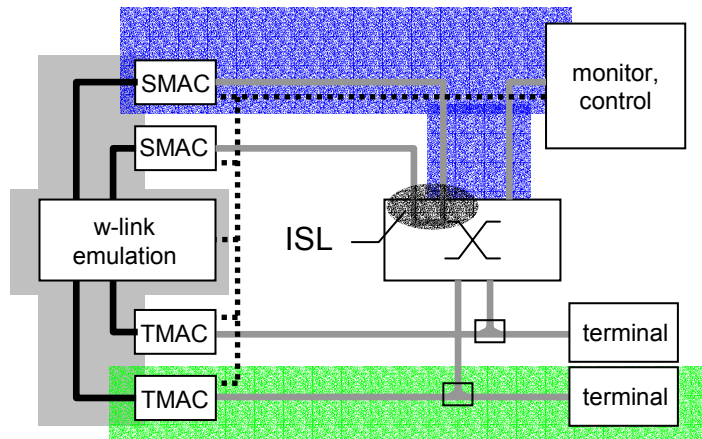 SMAC
monitor,
control
SMAC
w-link
emulation
ISL
TMAC
terminal
TMAC
terminal